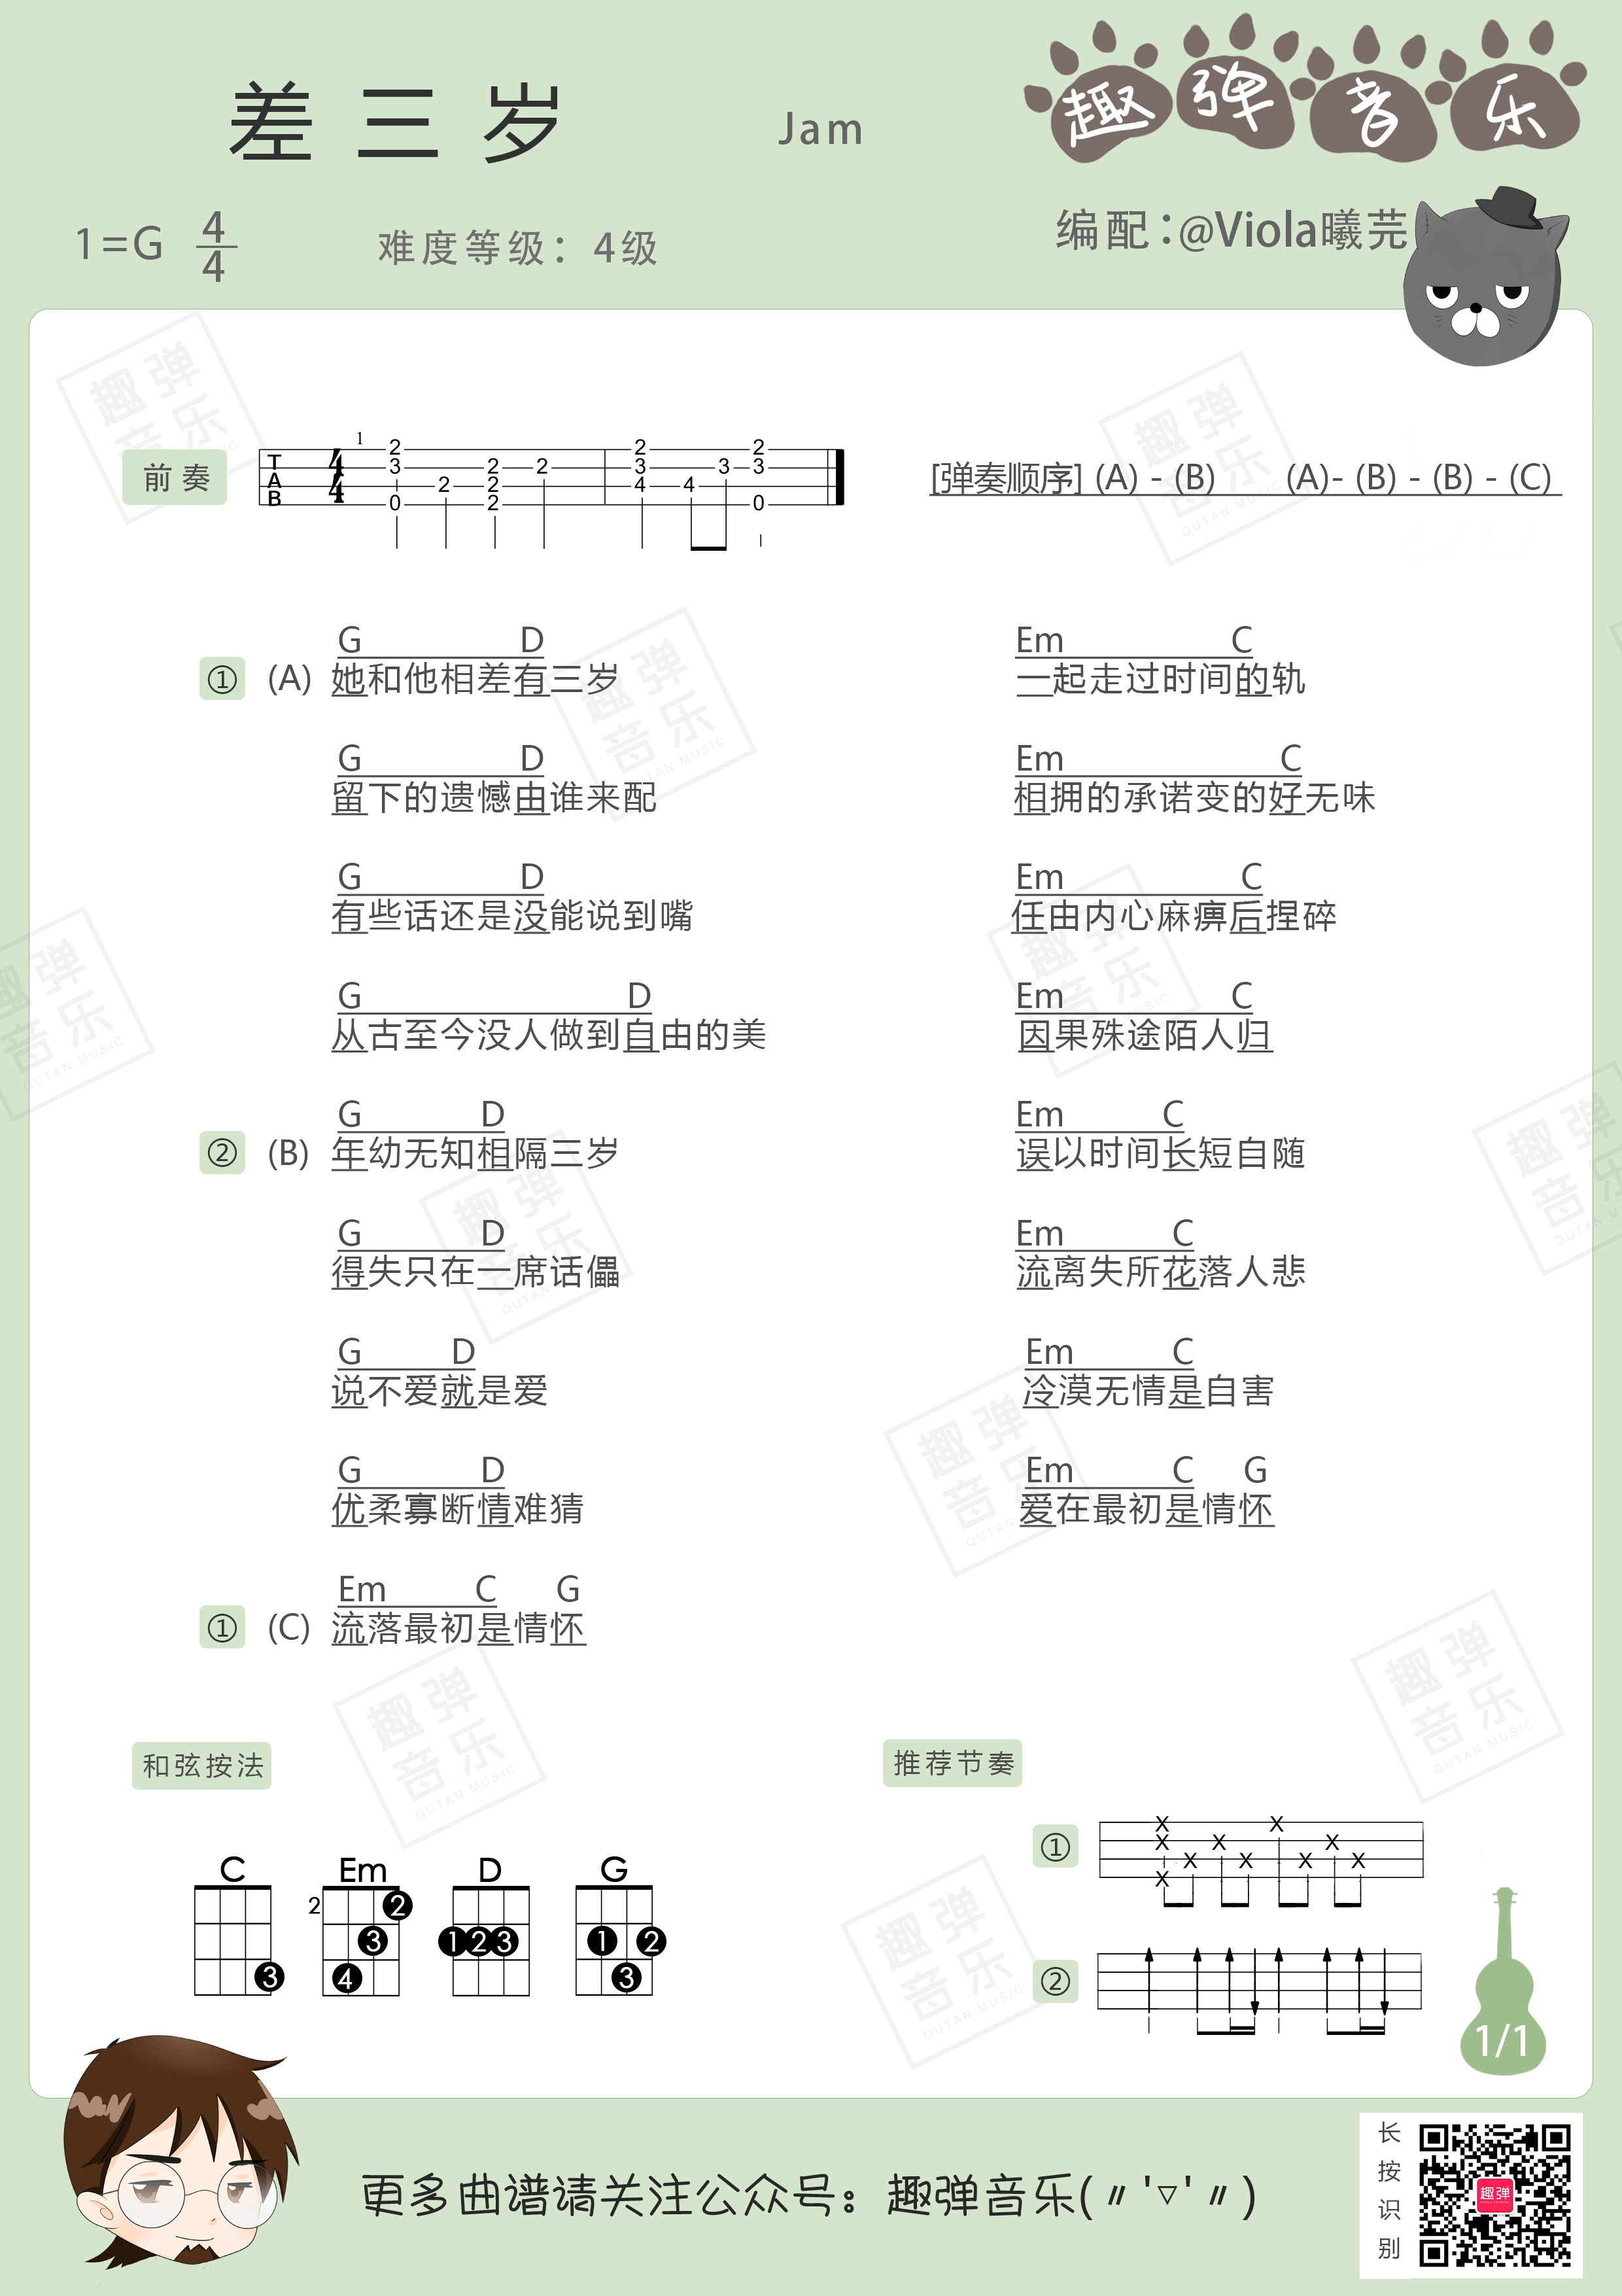 差三岁
Jam
趣弹音乐
1=G 4/4
难度等级：4级
编配：@Viola曦芫
前奏
T A B 4/4
1
2 2 2
3 2 2 3 3 3
2 2 4 4
0 2 0
[弹奏顺序] (A) - (B) (A)- (B) - (B) - (C)
G D Em C
① (A) 她和他相差有三岁 一起走过时间的轨
G D Em C
留下的遗憾由谁来配 相拥的承诺变的好无味
G D Em C
有些话还是没能说到嘴 任由内心麻痹后捏碎
G D Em C
从古至今没人做到自由的美 因果殊途陌人归
G D Em C
② (B) 年幼无知相隔三岁 误以时间长短自随
G D Em C
得失只在一席话儡 流离失所花落人悲
G D Em C
说不爱就是爱 冷漠无情是自害
G D Em C G
优柔寡断情难猜 爱在最初是情怀
Em C G
① (C) 流落最初是情怀
和弦按法
推荐节奏
C Em D G
2 2 3 4
3
1 2 3
1 2 3
①
X X X X X X X X X X
②
1/1
更多曲谱请关注公众号：趣弹音乐(〃'▽'〃)
长按识别
趣弹
趣弹音乐
QUTAN MUSIC